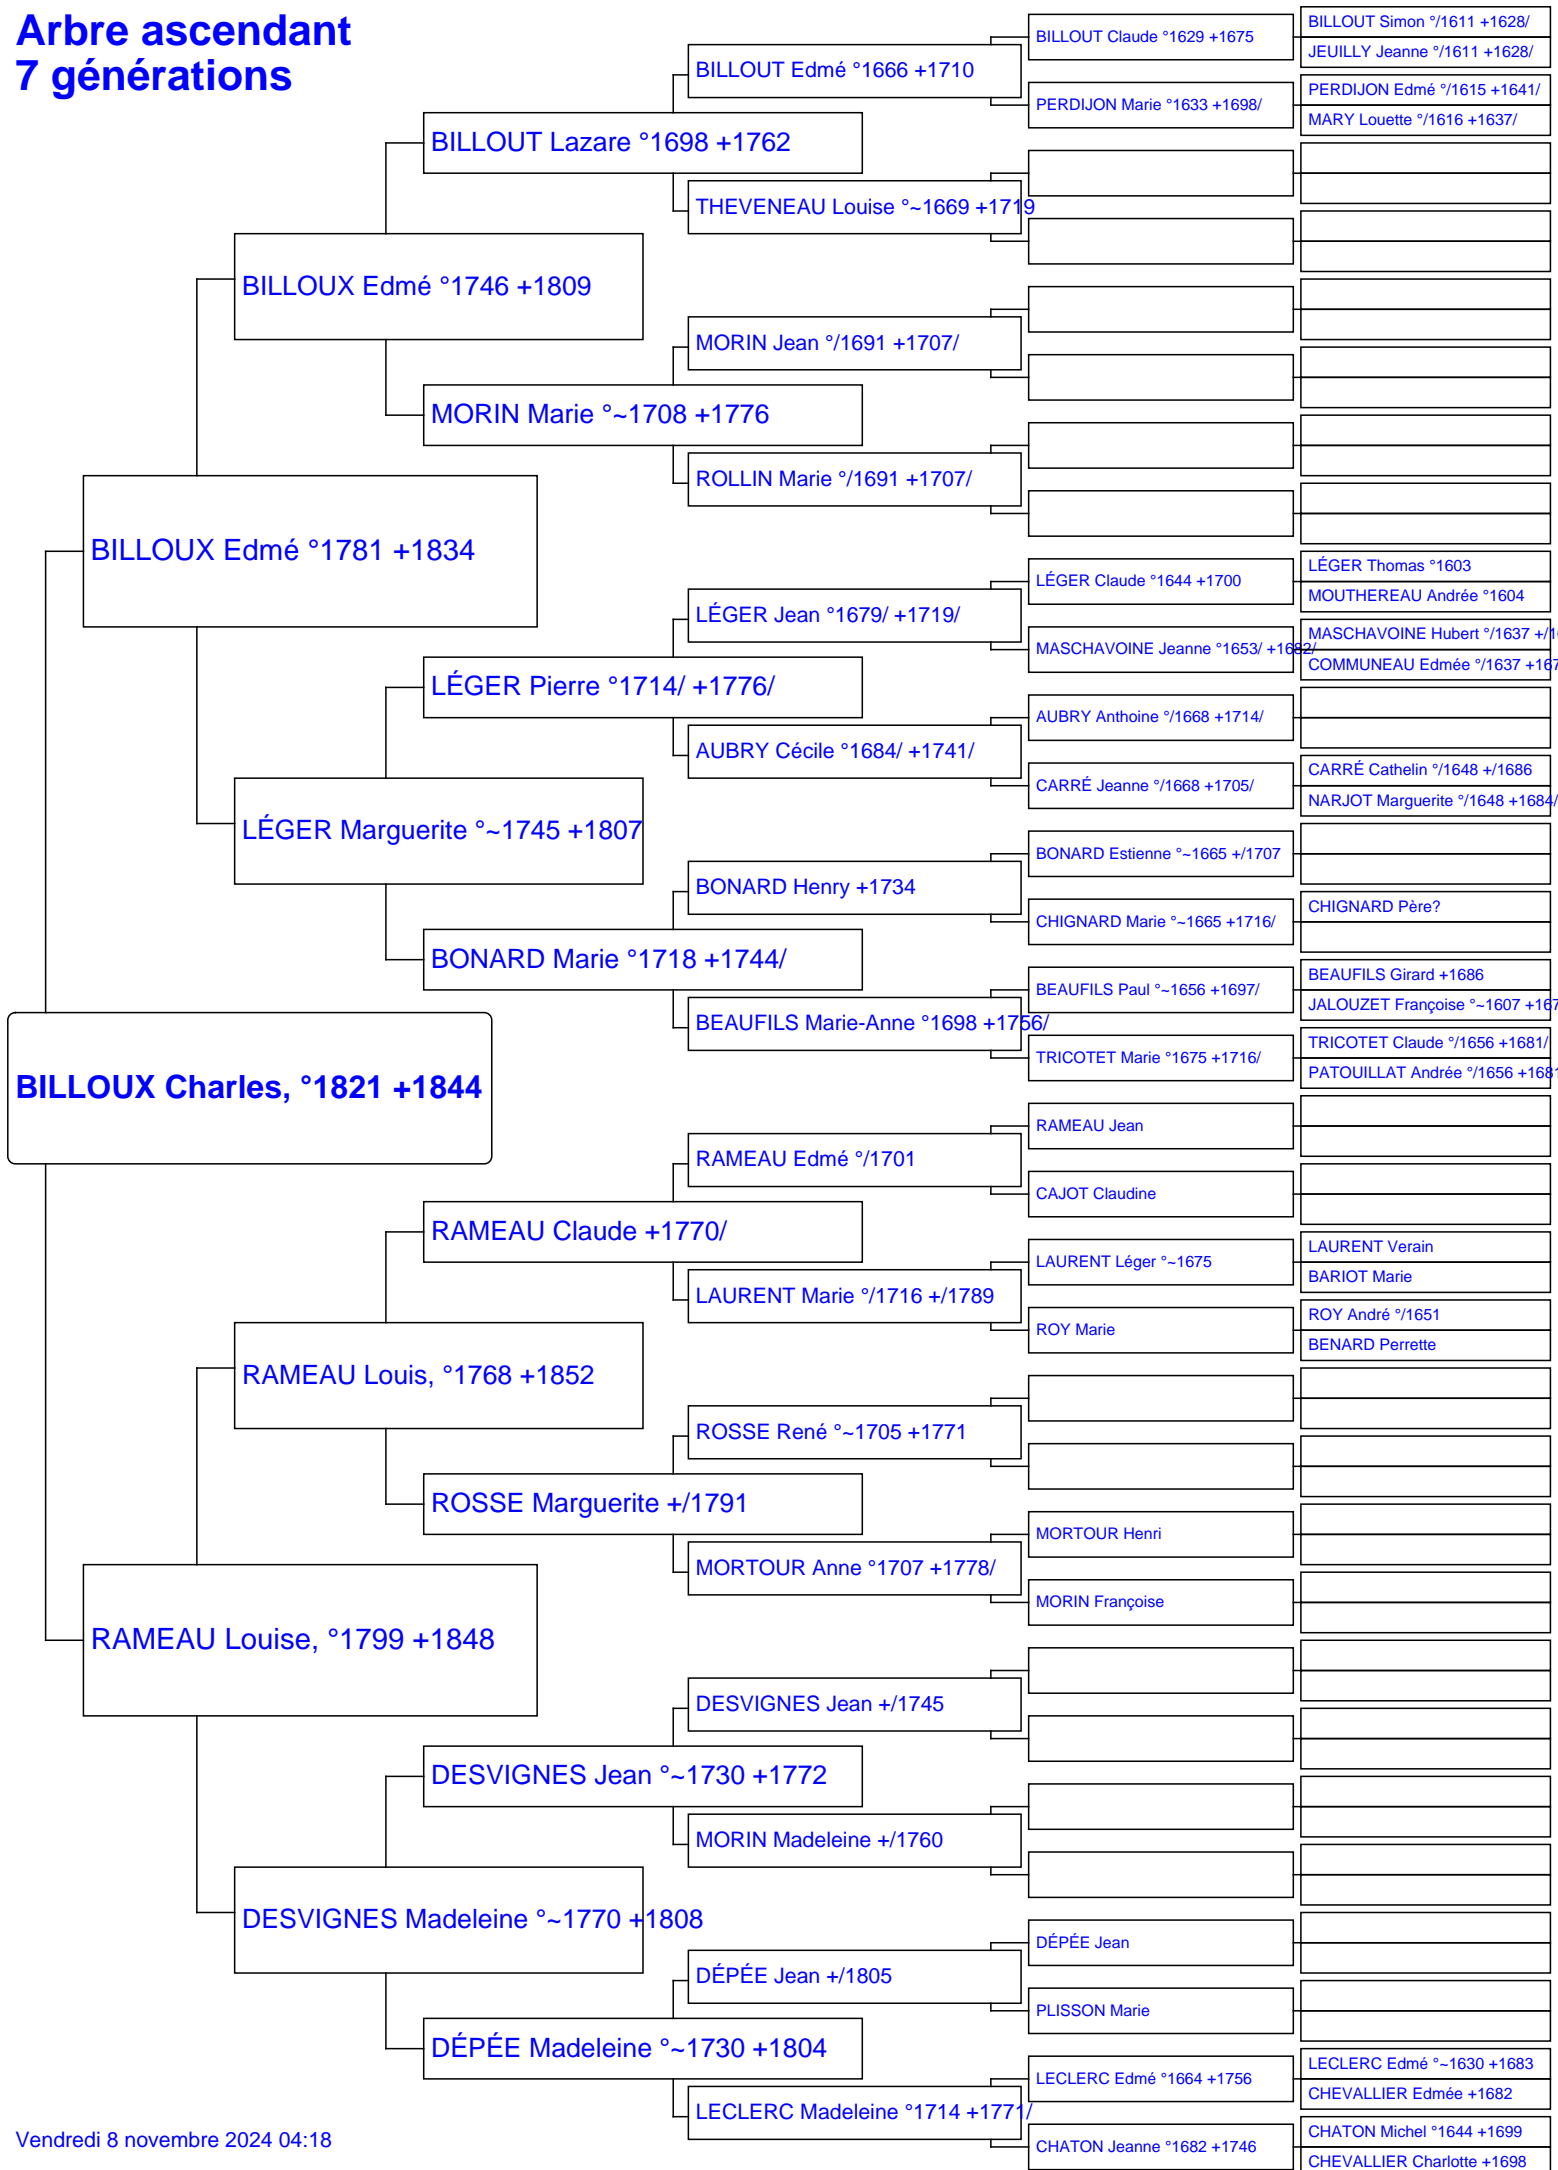 Arbre ascendant
7 générations
BILLOUX Charles, °1821 +1844
BILLOUX Edmé °1781 +1834
RAMEAU Louise, °1799 +1848
BILLOUX Edmé °1746 +1809
LÉGER Marguerite °~1745 +1807
RAMEAU Louis, °1768 +1852
DESVIGNES Madeleine °~1770 +1808
BILLOUT Lazare °1698 +1762
MORIN Marie °~1708 +1776
LÉGER Pierre °1714/ +1776/
BONARD Marie °1718 +1744/
RAMEAU Claude +1770/
ROSSE Marguerite +/1791
DESVIGNES Jean °~1730 +1772
DÉPÉE Madeleine °~1730 +1804
BILLOUT Edmé °1666 +1710
THEVENEAU Louise °~1669 +1719
MORIN Jean °/1691 +1707/
ROLLIN Marie °/1691 +1707/
LÉGER Jean °1679/ +1719/
AUBRY Cécile °1684/ +1741/
BONARD Henry +1734
BEAUFILS Marie-Anne °1698 +1756/
RAMEAU Edmé °/1701
LAURENT Marie °/1716 +/1789
ROSSE René °~1705 +1771
MORTOUR Anne °1707 +1778/
DESVIGNES Jean +/1745
MORIN Madeleine +/1760
DÉPÉE Jean +/1805
LECLERC Madeleine °1714 +1771/
BILLOUT Claude °1629 +1675
PERDIJON Marie °1633 +1698/
LÉGER Claude °1644 +1700
MASCHAVOINE Jeanne °1653/ +1682/
AUBRY Anthoine °/1668 +1714/
CARRÉ Jeanne °/1668 +1705/
BONARD Estienne °~1665 +/1707
CHIGNARD Marie °~1665 +1716/
BEAUFILS Paul °~1656 +1697/
TRICOTET Marie °1675 +1716/
RAMEAU Jean
CAJOT Claudine
LAURENT Léger °~1675
ROY Marie
MORTOUR Henri
MORIN Françoise
DÉPÉE Jean
PLISSON Marie
LECLERC Edmé °1664 +1756
CHATON Jeanne °1682 +1746
BILLOUT Simon °/1611 +1628/
JEUILLY Jeanne °/1611 +1628/
PERDIJON Edmé °/1615 +1641/
MARY Louette °/1616 +1637/
LÉGER Thomas °1603
MOUTHEREAU Andrée °1604
MASCHAVOINE Hubert °/1637
COMMUNEAU Edmée °/1637
CARRÉ Cathelin °/1648 +/1686
NARJOT Marguerite °/1648 +1684/
CHIGNARD Père?
BEAUFILS Girard +1686
JALOUZET Françoise °~1607
TRICOTET Claude °/1656 +1681/
PATOUILLAT Andrée °/1656 +1681
LAURENT Verain
BARIOT Marie
ROY André °/1651
BENARD Perrette
LECLERC Edmé °~1630 +1683
CHEVALLIER Edmée +1682
CHATON Michel °1644 +1699
CHEVALLIER Charlotte +1698
Vendredi 8 novembre 2024 04:18